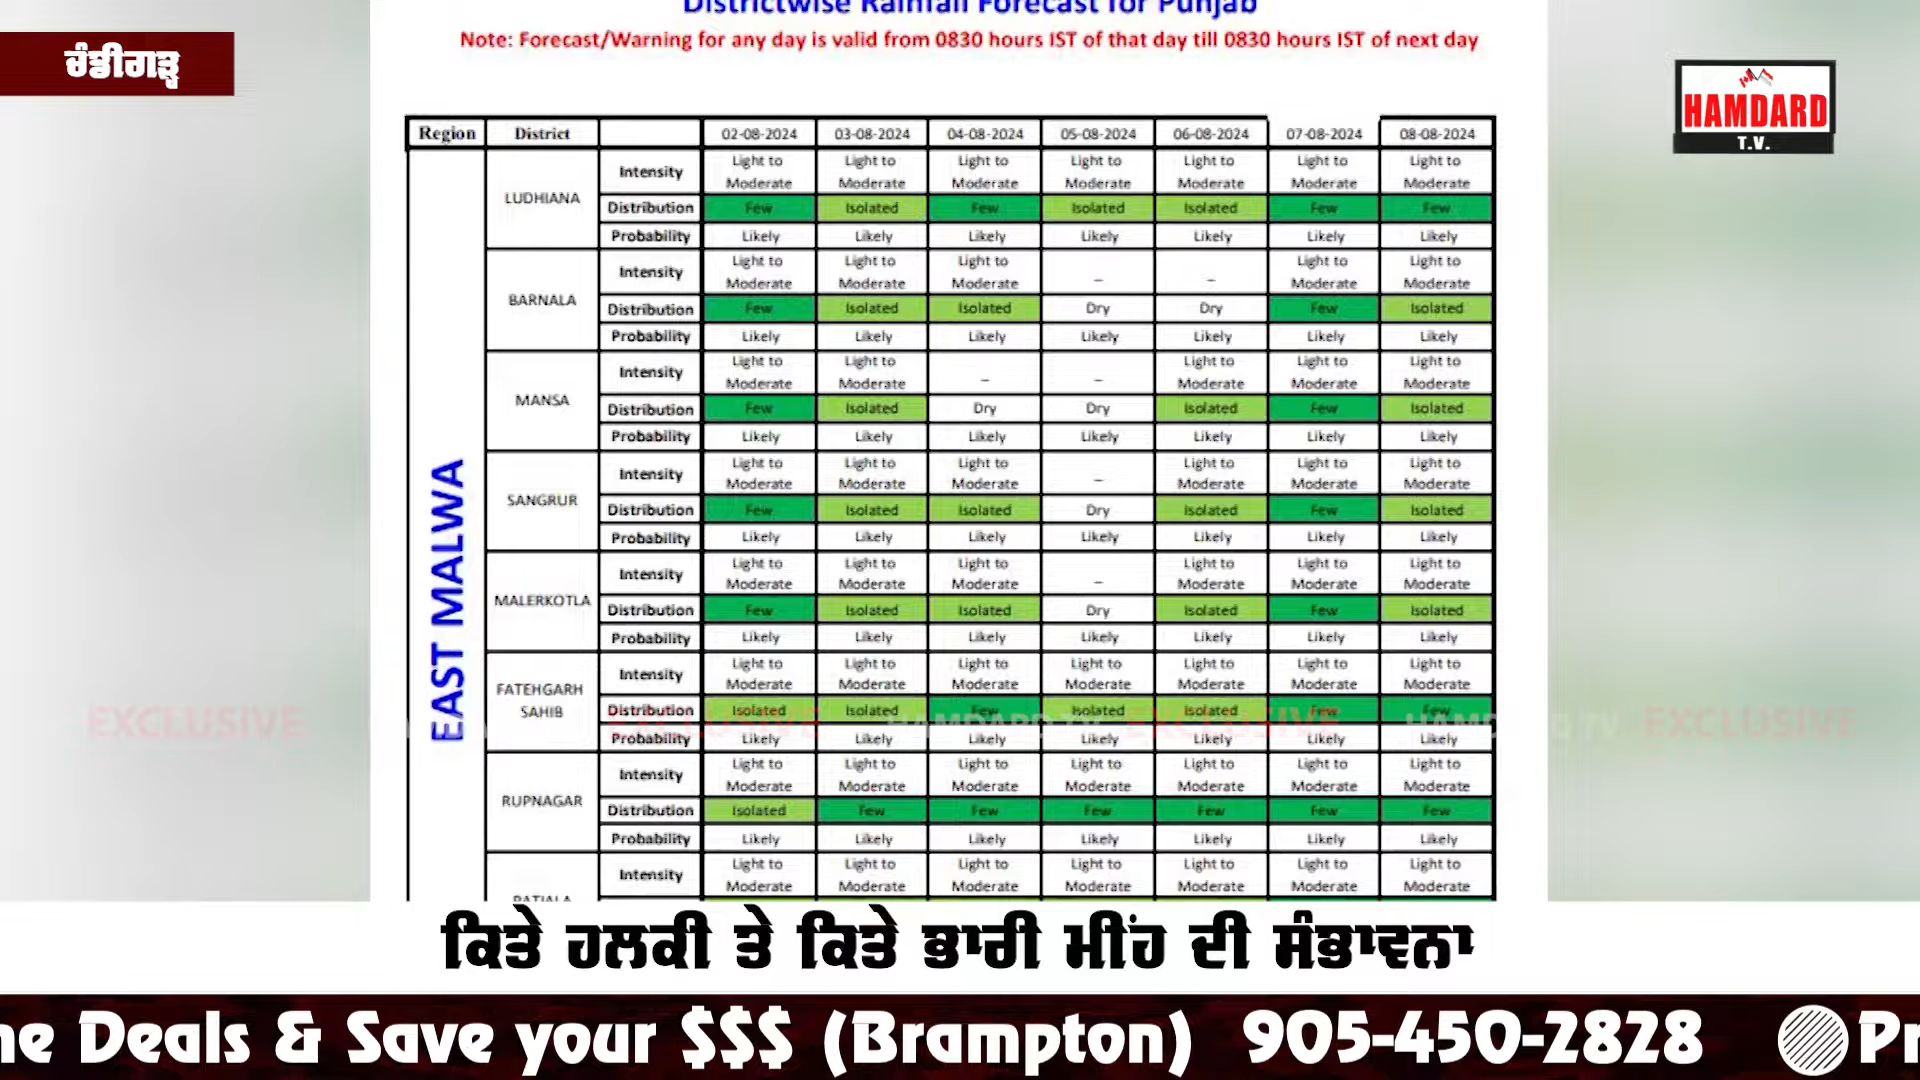 Districtwise Rainfall Forecast for Punjab
Note: Forecast/Warning for any day is valid from 0830 hours IST of that day till 0830 hours IST of next day
ਚੰਡੀਗੜ੍ਹ
HAMDARD
T.V.
Region District 02-08-2024 03-08-2024 04-08-2024 05-08-2024 06-08-2024 07-08-2024 08-08-2024
EAST MALWA
LUDHIANA
Intensity Light to Moderate Light to Moderate Light to Moderate Light to Moderate Light to Moderate Light to Moderate Light to Moderate
Distribution Few Isolated Few Isolated Isolated Few Few
Probability Likely Likely Likely Likely Likely Likely Likely
BARNALA
Intensity Light to Moderate Light to Moderate Light to Moderate – – Light to Moderate Light to Moderate
Distribution Few Isolated Isolated Dry Dry Few Isolated
Probability Likely Likely Likely Likely Likely Likely Likely
MANSA
Intensity Light to Moderate Light to Moderate – – Light to Moderate Light to Moderate Light to Moderate
Distribution Few Isolated Dry Dry Isolated Few Isolated
Probability Likely Likely Likely Likely Likely Likely Likely
SANGRUR
Intensity Light to Moderate Light to Moderate Light to Moderate – Light to Moderate Light to Moderate Light to Moderate
Distribution Few Isolated Isolated Dry Isolated Few Isolated
Probability Likely Likely Likely Likely Likely Likely Likely
MALERKOTLA
Intensity Light to Moderate Light to Moderate Light to Moderate – Light to Moderate Light to Moderate Light to Moderate
Distribution Few Isolated Isolated Dry Isolated Few Isolated
Probability Likely Likely Likely Likely Likely Likely Likely
FATEHGARH SAHIB
Intensity Light to Moderate Light to Moderate Light to Moderate Light to Moderate Light to Moderate Light to Moderate Light to Moderate
Distribution Isolated Isolated Few Isolated Isolated Few Few
Probability Likely Likely Likely Likely Likely Likely Likely
EXCLUSIVE EXCLUSIVE HAMDARD TV EXCLUSIVE HAMDARD TV EXCLUSIVE
RUPNAGAR
Intensity Light to Moderate Light to Moderate Light to Moderate Light to Moderate Light to Moderate Light to Moderate Light to Moderate
Distribution Isolated Few Few Few Few Few Few
Probability Likely Likely Likely Likely Likely Likely Likely
PATIALA
Intensity Light to Moderate Light to Moderate Light to Moderate Light to Moderate Light to Moderate Light to Moderate Light to Moderate
ਕਿਤੇ ਹਲਕੀ ਤੇ ਕਿਤੇ ਭਾਰੀ ਮੀਂਹ ਦੀ ਸੰਭਾਵਨਾ
ne Deals & Save your $$$ (Brampton) 905-450-2828 Pr